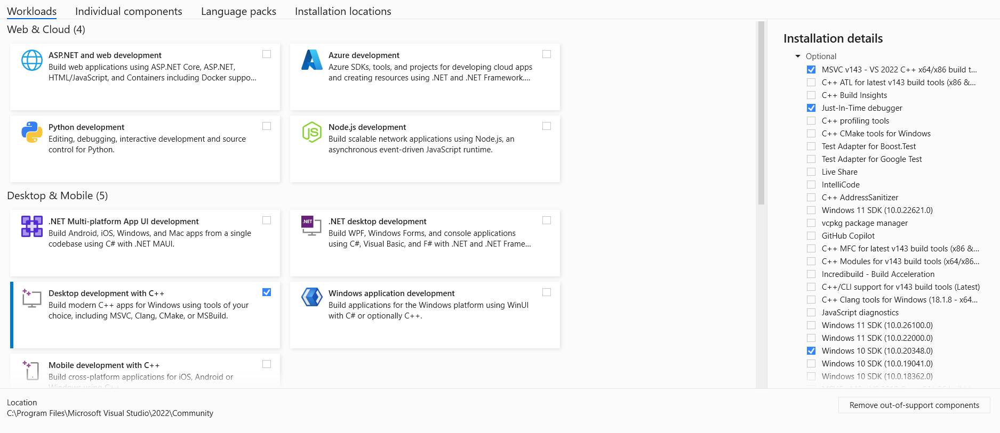 Workloads
Individual components
Language packs
Installation locations
Web & Cloud (4)
ASP.NET and web development
Build web applications using ASP.NET Core, ASP.NET,
HTML/JavaScript, and Containers including Docker suppo...
Azure development
Azure SDKs, tools, and projects for developing cloud apps
and creating resources using .NET and .NET Framework....
Python development
Editing, debugging, interactive development and source
control for Python.
Node.js development
Build scalable network applications using Node.js, an
asynchronous event-driven JavaScript runtime.
Desktop & Mobile (5)
.NET Multi-platform App UI development
Build Android, iOS, Windows, and Mac apps from a single
codebase using C# with .NET MAUI.
.NET
.NET desktop development
Build WPF, Windows Forms, and console applications
using C#, Visual Basic, and F# with .NET and .NET Frame...
Desktop development with C++
Build modern C++ apps for Windows using tools of your
choice, including MSVC, Clang, CMake, or MSBuild.
Windows application development
Build applications for the Windows platform using WinUI
with C# or optionally C++.
Mobile development with C++
Build cross-platform applications for iOS, Android or
Windows using C++.
Installation details
Optional
MSVC v143 - VS 2022 C++ x64/x86 build t...
C++ ATL for latest v143 build tools (x86 &...
C++ Build Insights
Just-In-Time debugger
C++ profiling tools
C++ CMake tools for Windows
Test Adapter for Boost.Test
Test Adapter for Google Test
Live Share
IntelliCode
C++ AddressSanitizer
Windows 11 SDK (10.0.22621.0)
vcpkg package manager
GitHub Copilot
C++ MFC for latest v143 build tools (x86 &...
C++ Modules for v143 build tools (x64/x86...
Incredibuild - Build Acceleration
C++/CLI support for v143 build tools (Latest)
C++ Clang tools for Windows (18.1.8 - x64...
JavaScript diagnostics
Windows 11 SDK (10.0.26100.0)
Windows 11 SDK (10.0.22000.0)
Windows 10 SDK (10.0.20348.0)
Windows 10 SDK (10.0.19041.0)
Windows 10 SDK (10.0.18362.0)
Location
C:\Program Files\Microsoft Visual Studio\2022\Community
Remove out-of-support components